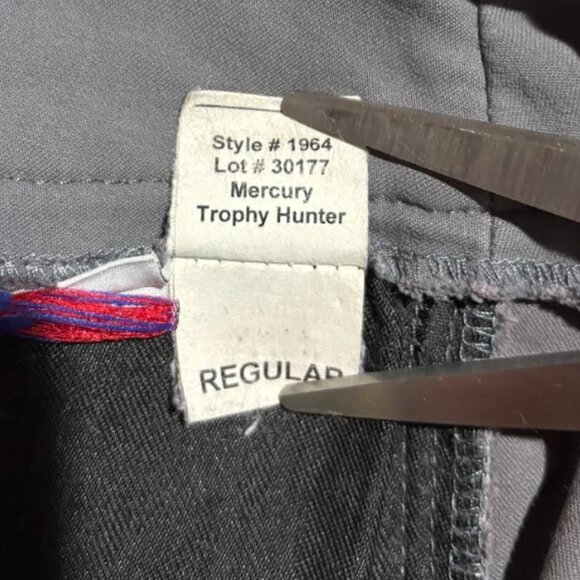 Style # 1964
Lot # 30177
Mercury
Trophy Hunter
REGULAR